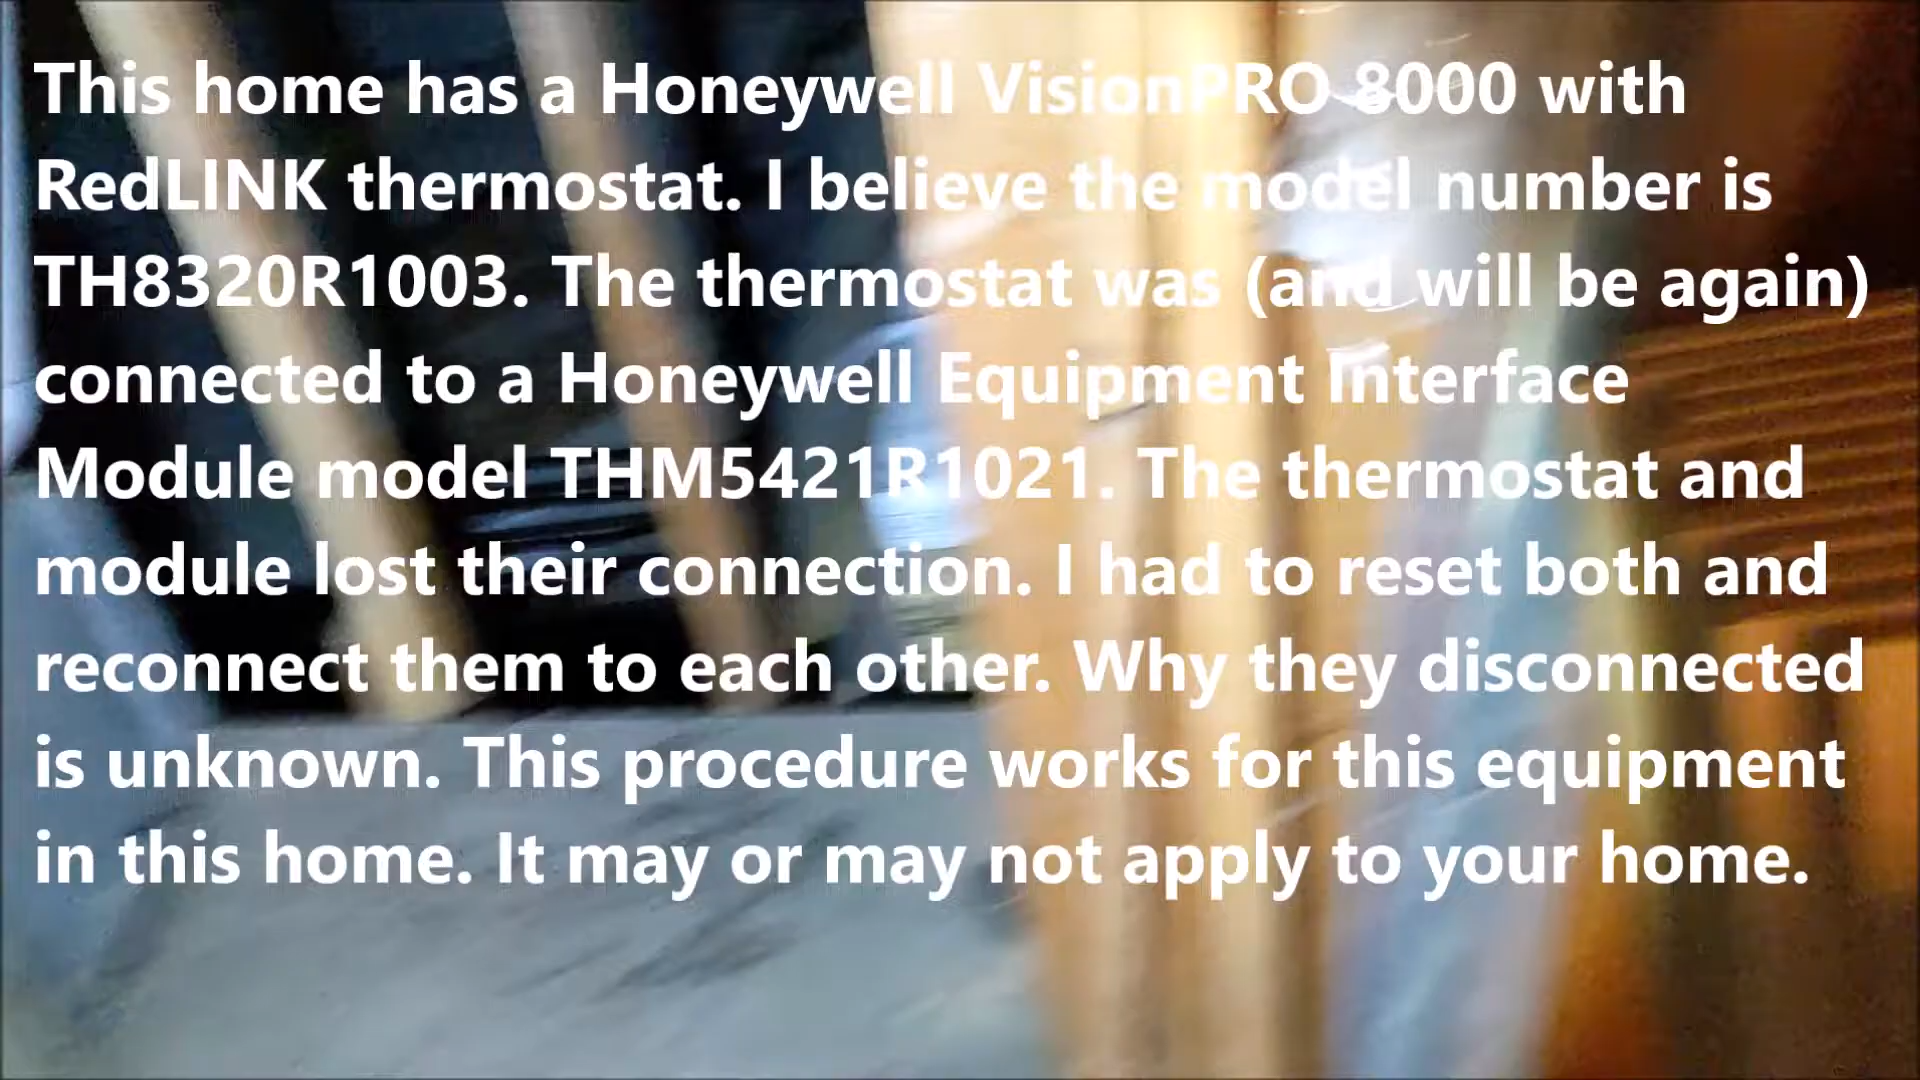 This home has a Honeywell VisionPRO 8000 with
RedLINK thermostat. I believe the model number is
TH8320R1003. The thermostat was (and will be again)
connected to a Honeywell Equipment Interface
Module model THM5421R1021. The thermostat and
module lost their connection. I had to reset both and
reconnect them to each other. Why they disconnected
is unknown. This procedure works for this equipment
in this home. It may or may not apply to your home.